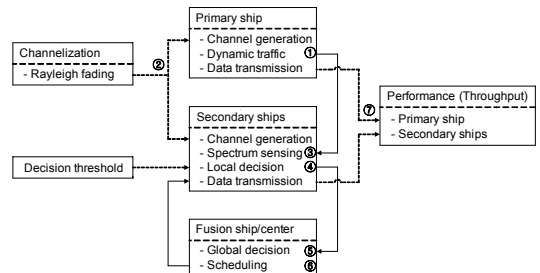 Primary ship
- Channel generation
- Dynamic traffic ①
- Data transmission
Channelization
- Rayleigh fading
②
Secondary ships
- Channel generation
- Spectrum sensing ③
- Local decision ④
- Data transmission
Decision threshold
Fusion ship/center
- Global decision ⑤
- Scheduling ⑥
⑦
Performance (Throughput)
- Primary ship
- Secondary ships